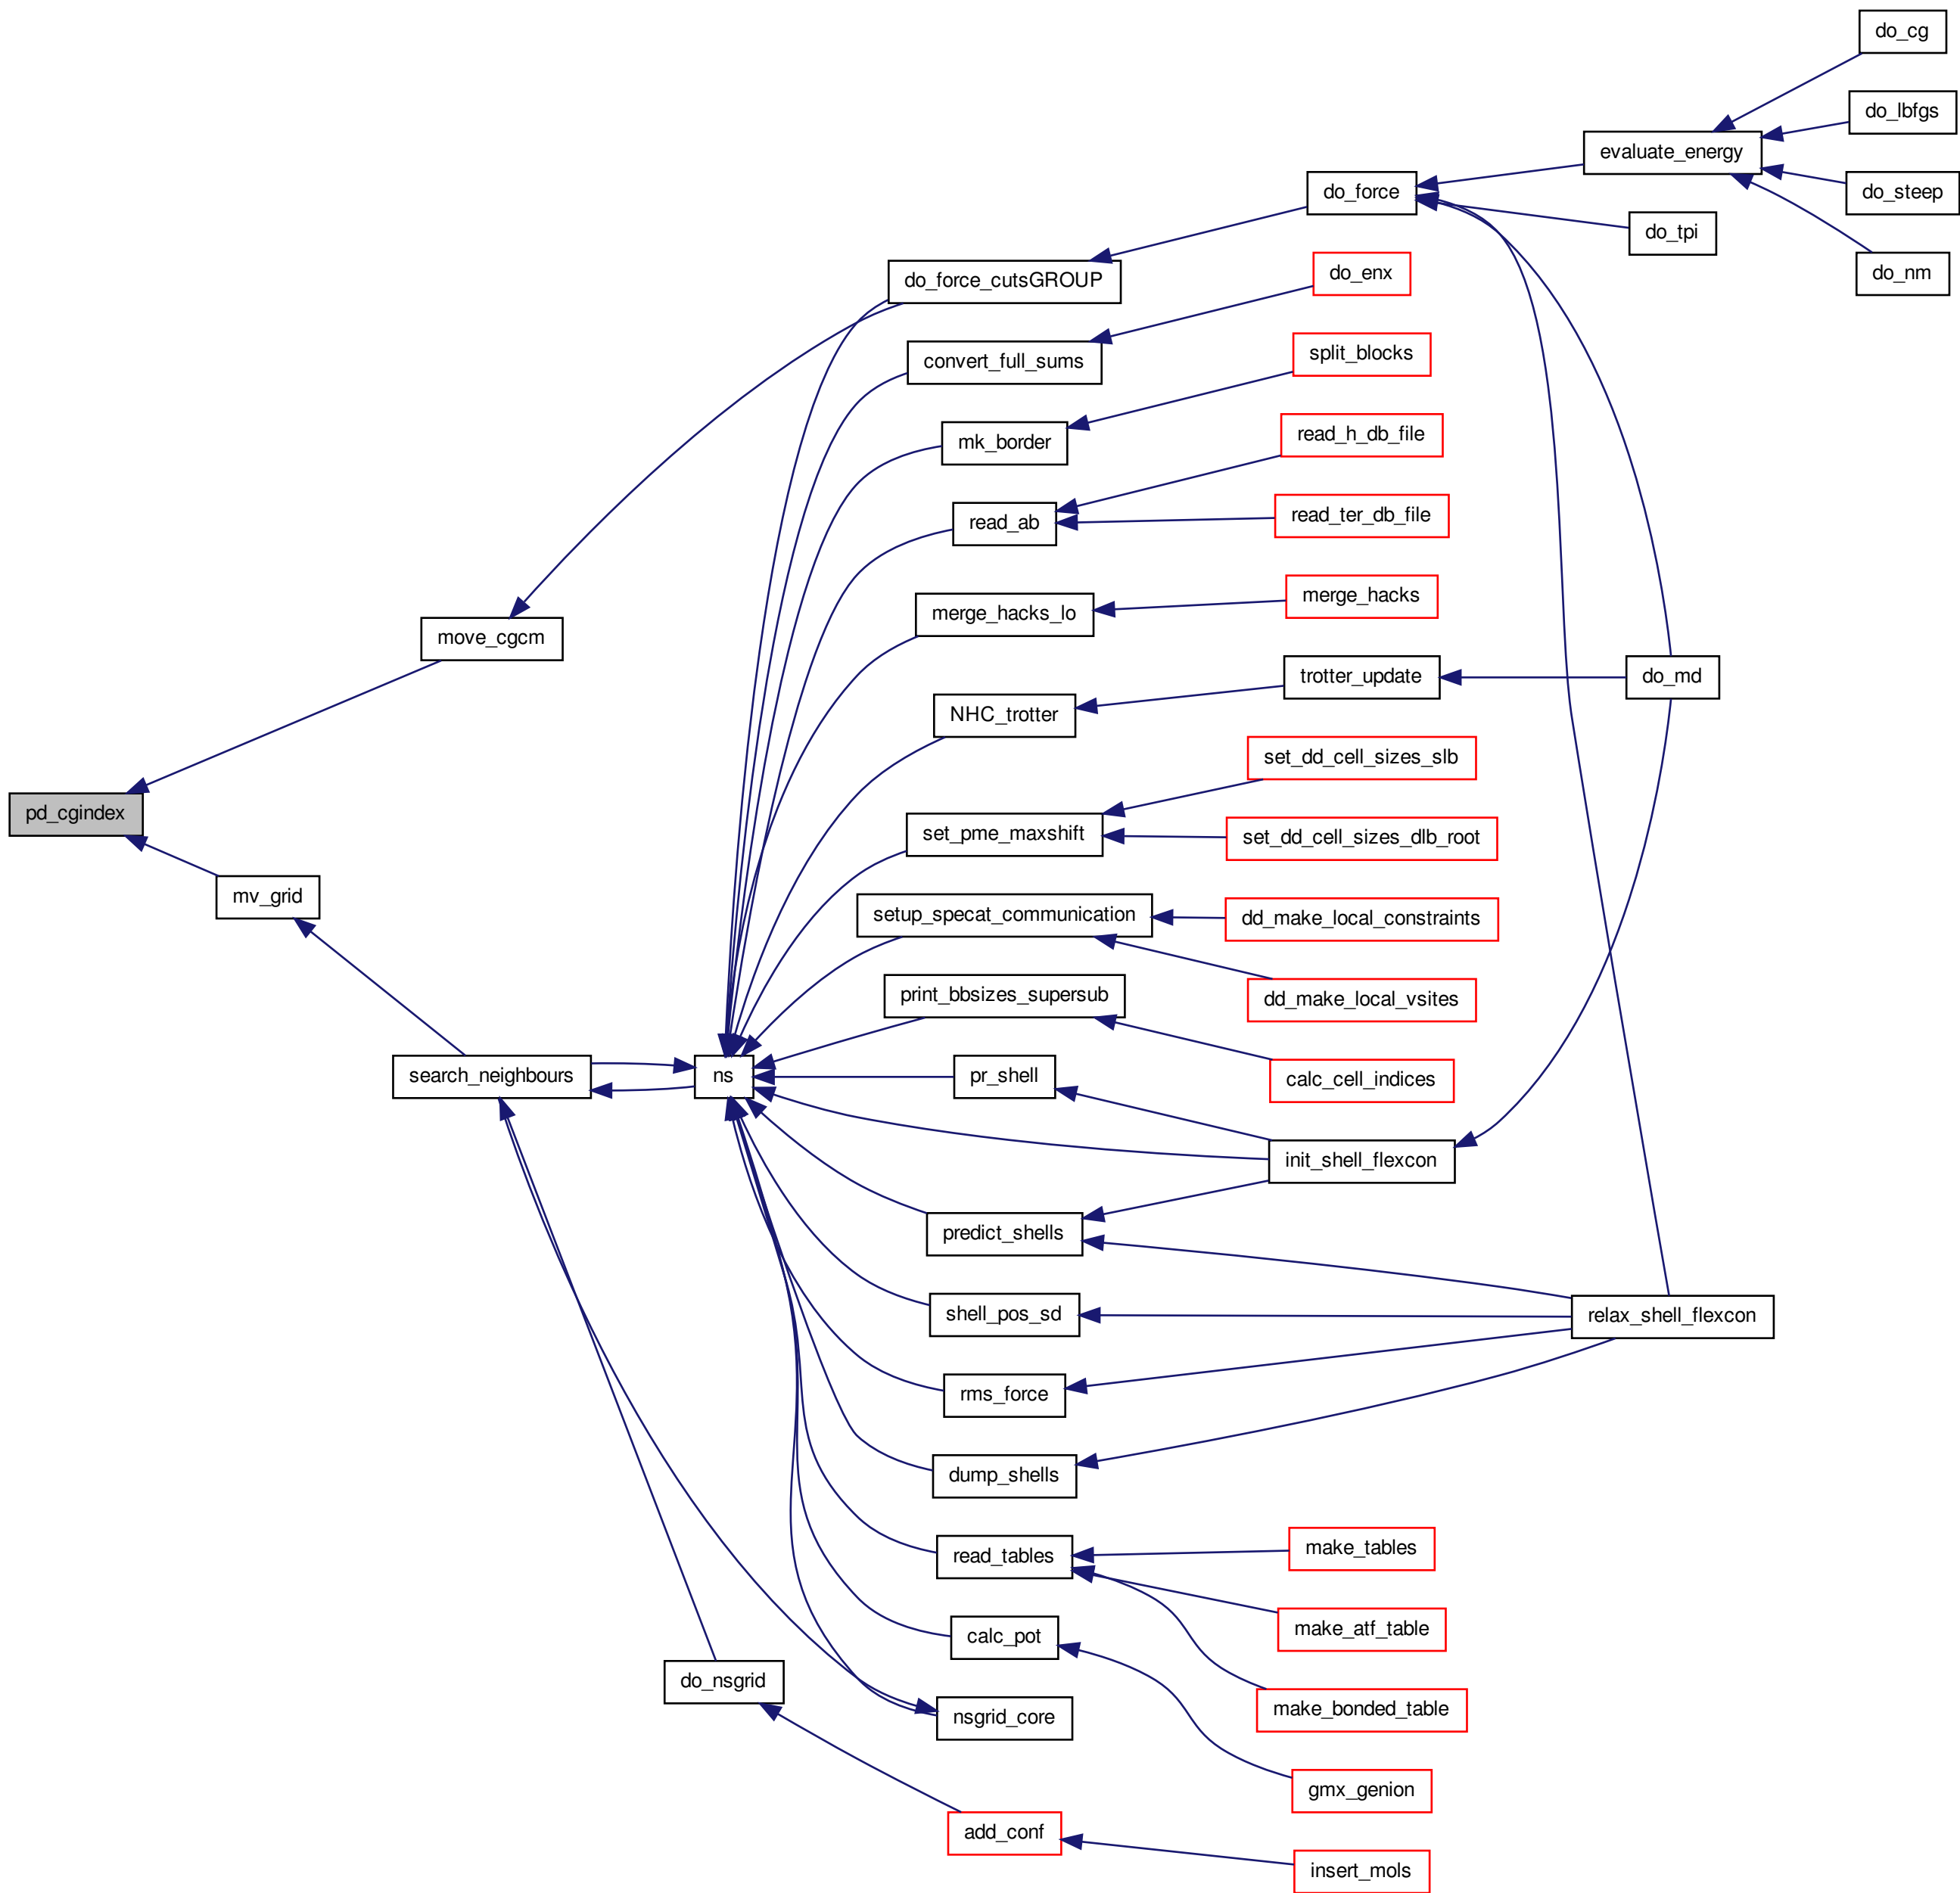 do_cg
do_lbfgs
evaluate_energy
do_force
do_steep
do_tpi
do_nm
do_force_cutsGROUP
do_enx
convert_full_sums
split_blocks
mk_border
read_h_db_file
read_ab
read_ter_db_file
merge_hacks_lo
merge_hacks
move_cgcm
trotter_update
do_md
NHC_trotter
set_dd_cell_sizes_slb
pd_cgindex
set_pme_maxshift
set_dd_cell_sizes_dlb_root
mv_grid
setup_specat_communication
dd_make_local_constraints
print_bbsizes_supersub
dd_make_local_vsites
search_neighbours
ns
pr_shell
calc_cell_indices
init_shell_flexcon
predict_shells
shell_pos_sd
relax_shell_flexcon
rms_force
dump_shells
read_tables
make_tables
calc_pot
make_atf_table
do_nsgrid
nsgrid_core
make_bonded_table
gmx_genion
add_conf
insert_mols